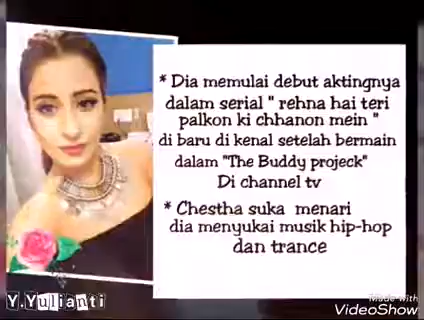 * Dia memulai debut aktingnya
dalam serial " rehna hai teri
palkon ki chhanon mein "
di baru di kenal setelah bermain
dalam "The Buddy projeck"
Di channel tv
* Chestha suka menari
dia menyukai musik hip-hop
dan trance
Y.Yulianti
Made with
VideoShow